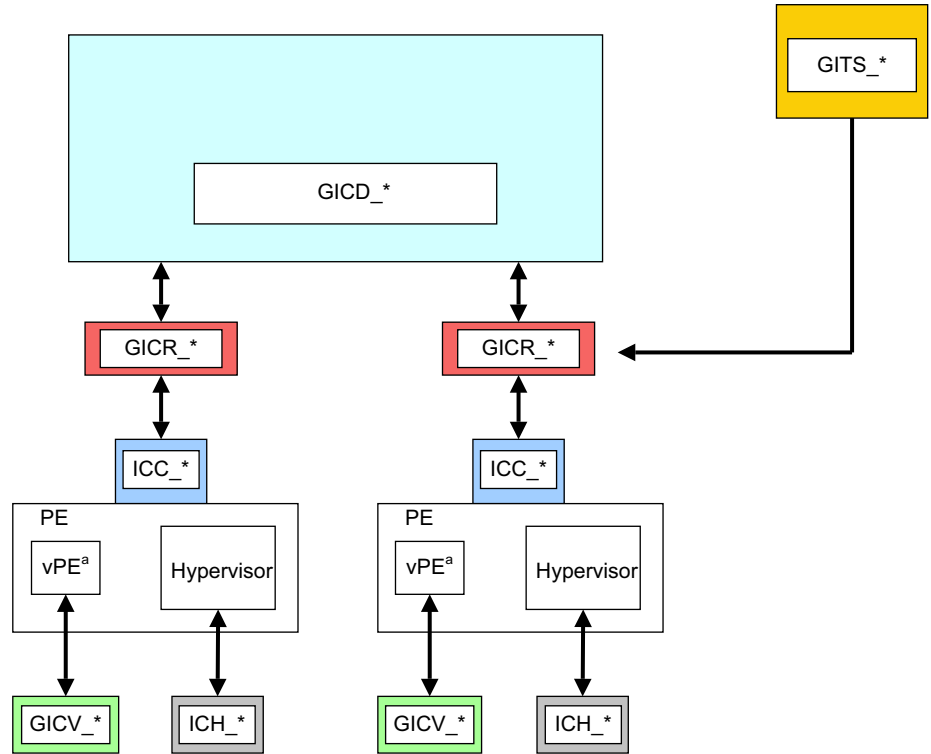 GITS_*
GICD_*
GICR_*
GICR_*
ICC_*
ICC_*
PE
PE
vPEᵃ
Hypervisor
vPEᵃ
Hypervisor
GICV_*
ICH_*
GICV_*
ICH_*